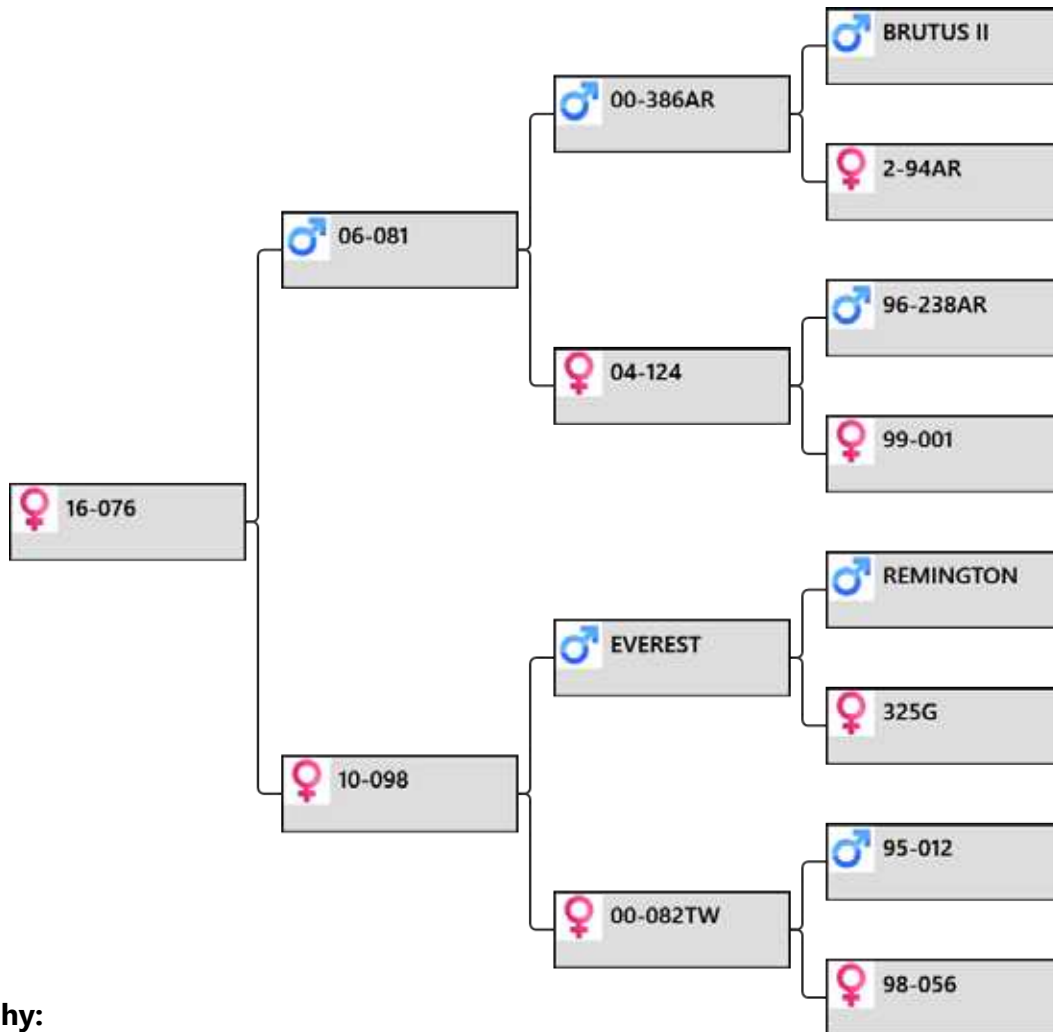 BRUTUS II
00-386AR
2-94AR
06-081
96-238AR
04-124
99-001
16-076
REMINGTON
EVEREST
325G
10-098
95-012
00-082TW
98-056
hy: